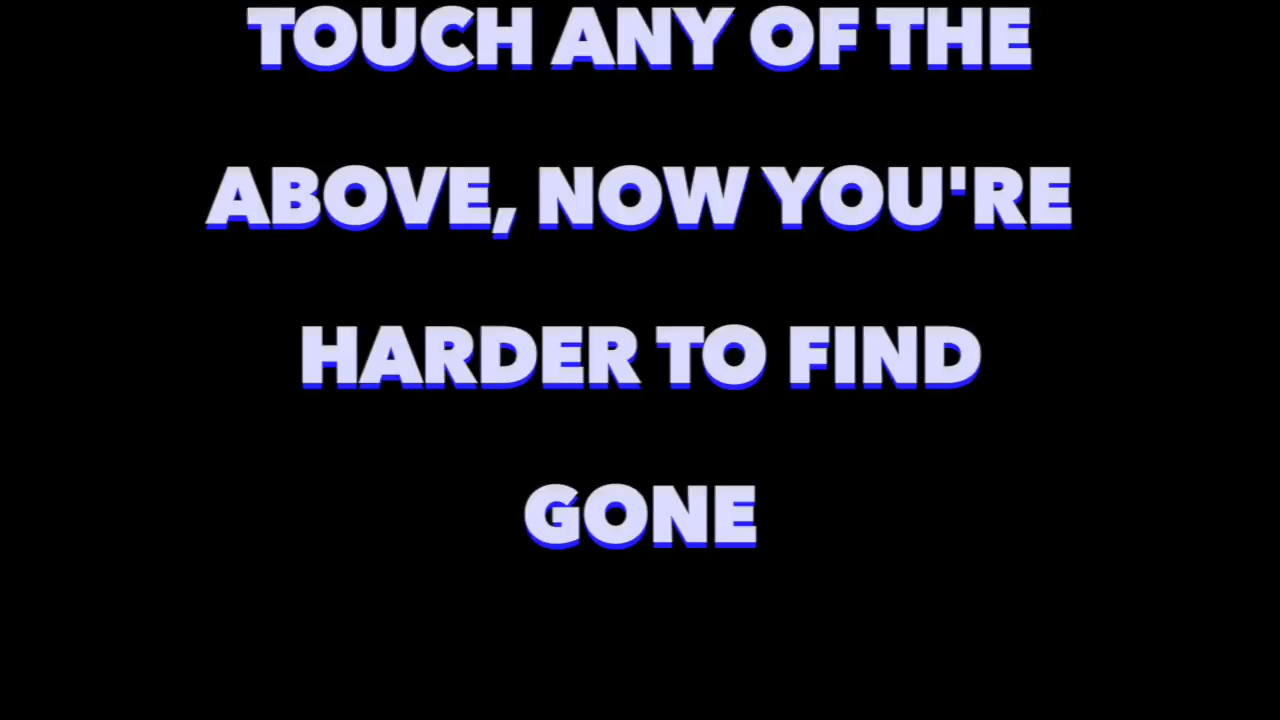 TOUCH ANY OF THE
ABOVE, NOW YOU'RE
HARDER TO FIND
GONE